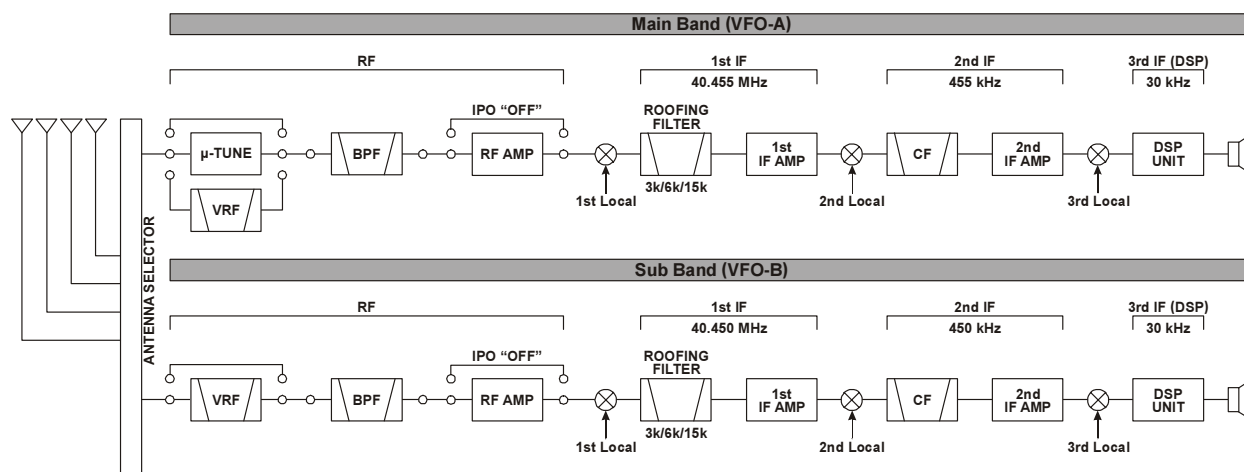 Main Band (VFO-A)
RF
1st IF
40.455 MHz
2nd IF
455 kHz
3rd IF (DSP)
30 kHz
IPO “OFF”
ROOFING
FILTER
µ-TUNE
BPF
RF AMP
1st
IF AMP
CF
2nd
IF AMP
DSP
UNIT
3k/6k/15k
1st Local
2nd Local
3rd Local
VRF
ANTENNA SELECTOR
Sub Band (VFO-B)
RF
1st IF
40.450 MHz
2nd IF
450 kHz
3rd IF (DSP)
30 kHz
IPO “OFF”
ROOFING
FILTER
VRF
BPF
RF AMP
1st
IF AMP
CF
2nd
IF AMP
DSP
UNIT
3k/6k/15k
1st Local
2nd Local
3rd Local